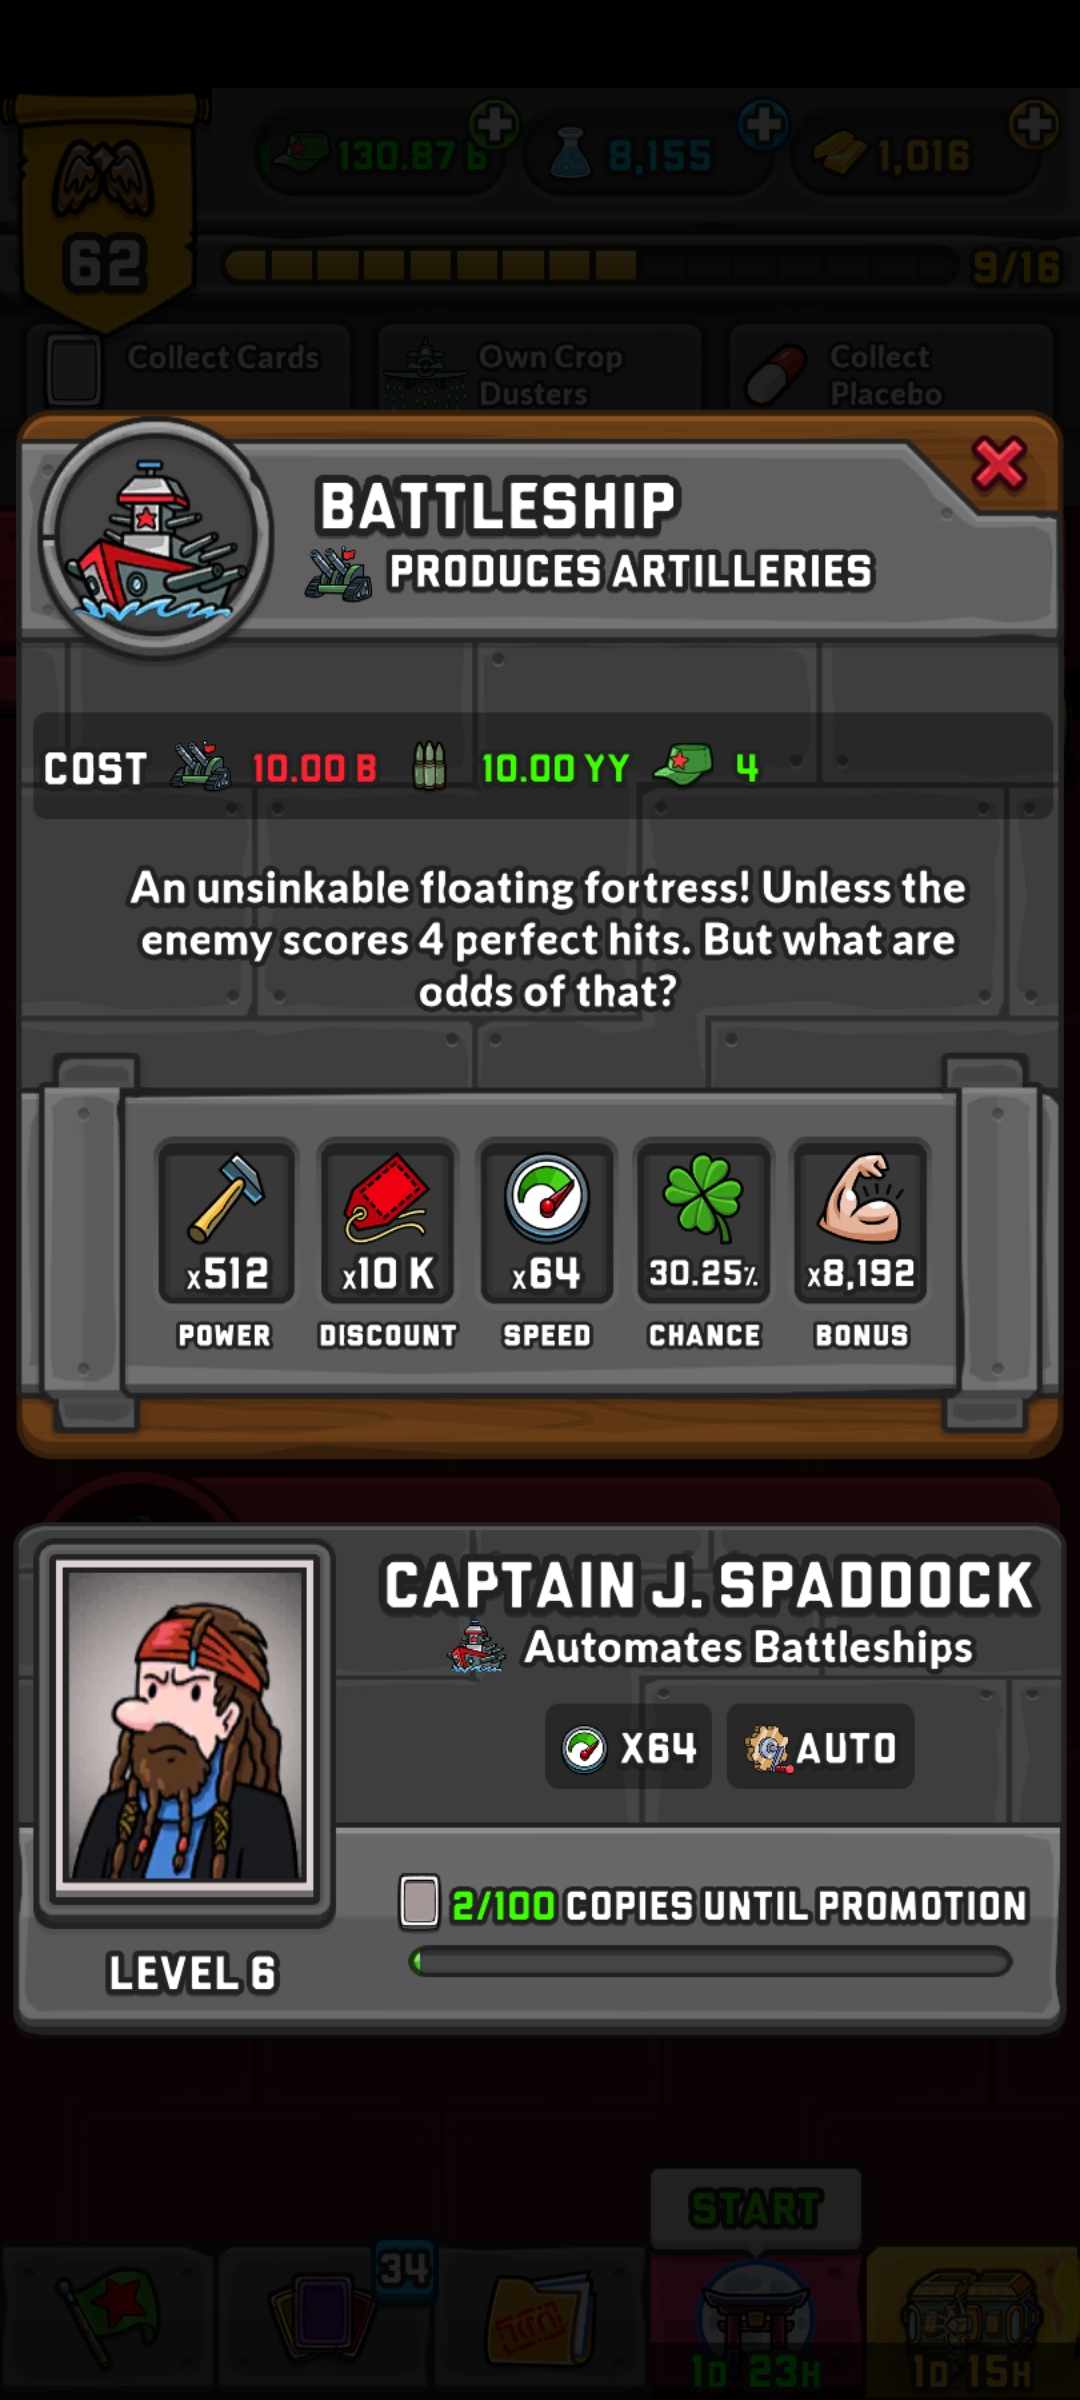 130.87 B
8,155
1,016
62
9/16
Collect Cards
Own Crop
Dusters
Collect
Placebo
BATTLESHIP
PRODUCES ARTILLERIES
COST 10.00 B 10.00 YY 4
An unsinkable floating fortress! Unless the
enemy scores 4 perfect hits. But what are
odds of that?
x512 x10 K x64 30.25% x8,192
POWER DISCOUNT SPEED CHANCE BONUS
CAPTAIN J. SPADDOCK
Automates Battleships
X64 AUTO
2/100 COPIES UNTIL PROMOTION
LEVEL 6
START
34
1D 23H
1D 15H